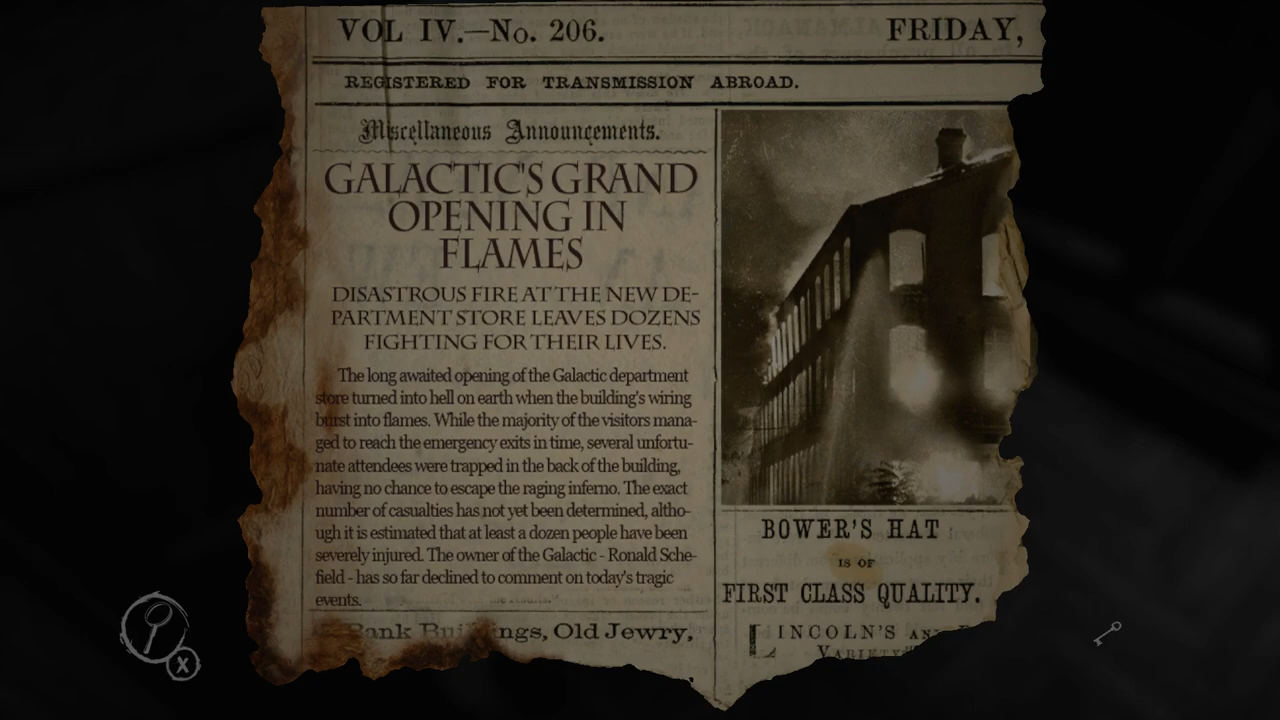 VOL IV.—No. 206.
FRIDAY,
REGISTERED FOR TRANSMISSION ABROAD.
Miscellaneous Announcements.
GALACTIC'S GRAND
OPENING IN
FLAMES
DISASTROUS FIRE AT THE NEW DE-
PARTMENT STORE LEAVES DOZENS
FIGHTING FOR THEIR LIVES.
The long awaited opening of the Galactic department
store turned into hell on earth when the building's wiring
burst into flames. While the majority of the visitors mana-
ged to reach the emergency exits in time, several unfortu-
nate attendees were trapped in the back of the building,
having no chance to escape the raging inferno. The exact
number of casualties has not yet been determined, altho-
ugh it is estimated that at least a dozen people have been
severely injured. The owner of the Galactic - Ronald Sche-
field - has so far declined to comment on today's tragic
events.
Bank Buildings, Old Jewry,
BOWER'S HAT
IS OF
FIRST CLASS QUALITY.
LINCOLN'S AND
X